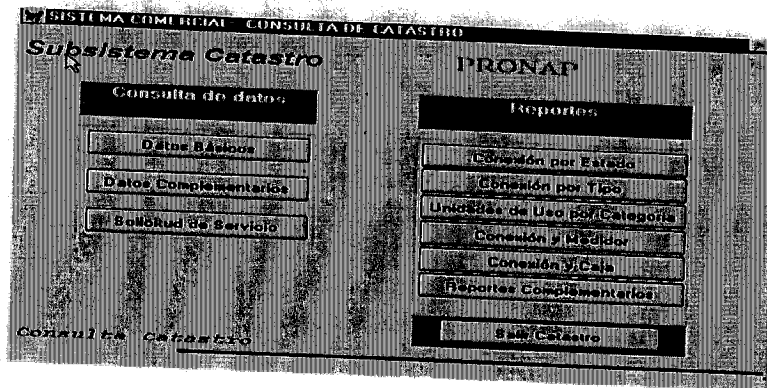 SISTEMA COMERCIAL - CONSULTA DE CATASTRO
Subsistema Catastro
PRONAP
Consulta de datos
Datos Básicos
Datos Complementarios
Solicitud de Servicio
Reportes
Conexión por Estado
Conexión por Tipo
Unidades de Uso por Categoría
Conexión y Medidor
Conexión y Caja
Reportes Complementarios
Salir Catastro
Consulta catastro